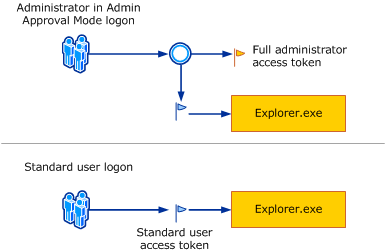 Administrator in Admin
Approval Mode logon
Full administrator
access token
Explorer.exe
Standard user logon
Explorer.exe
Standard user
access token